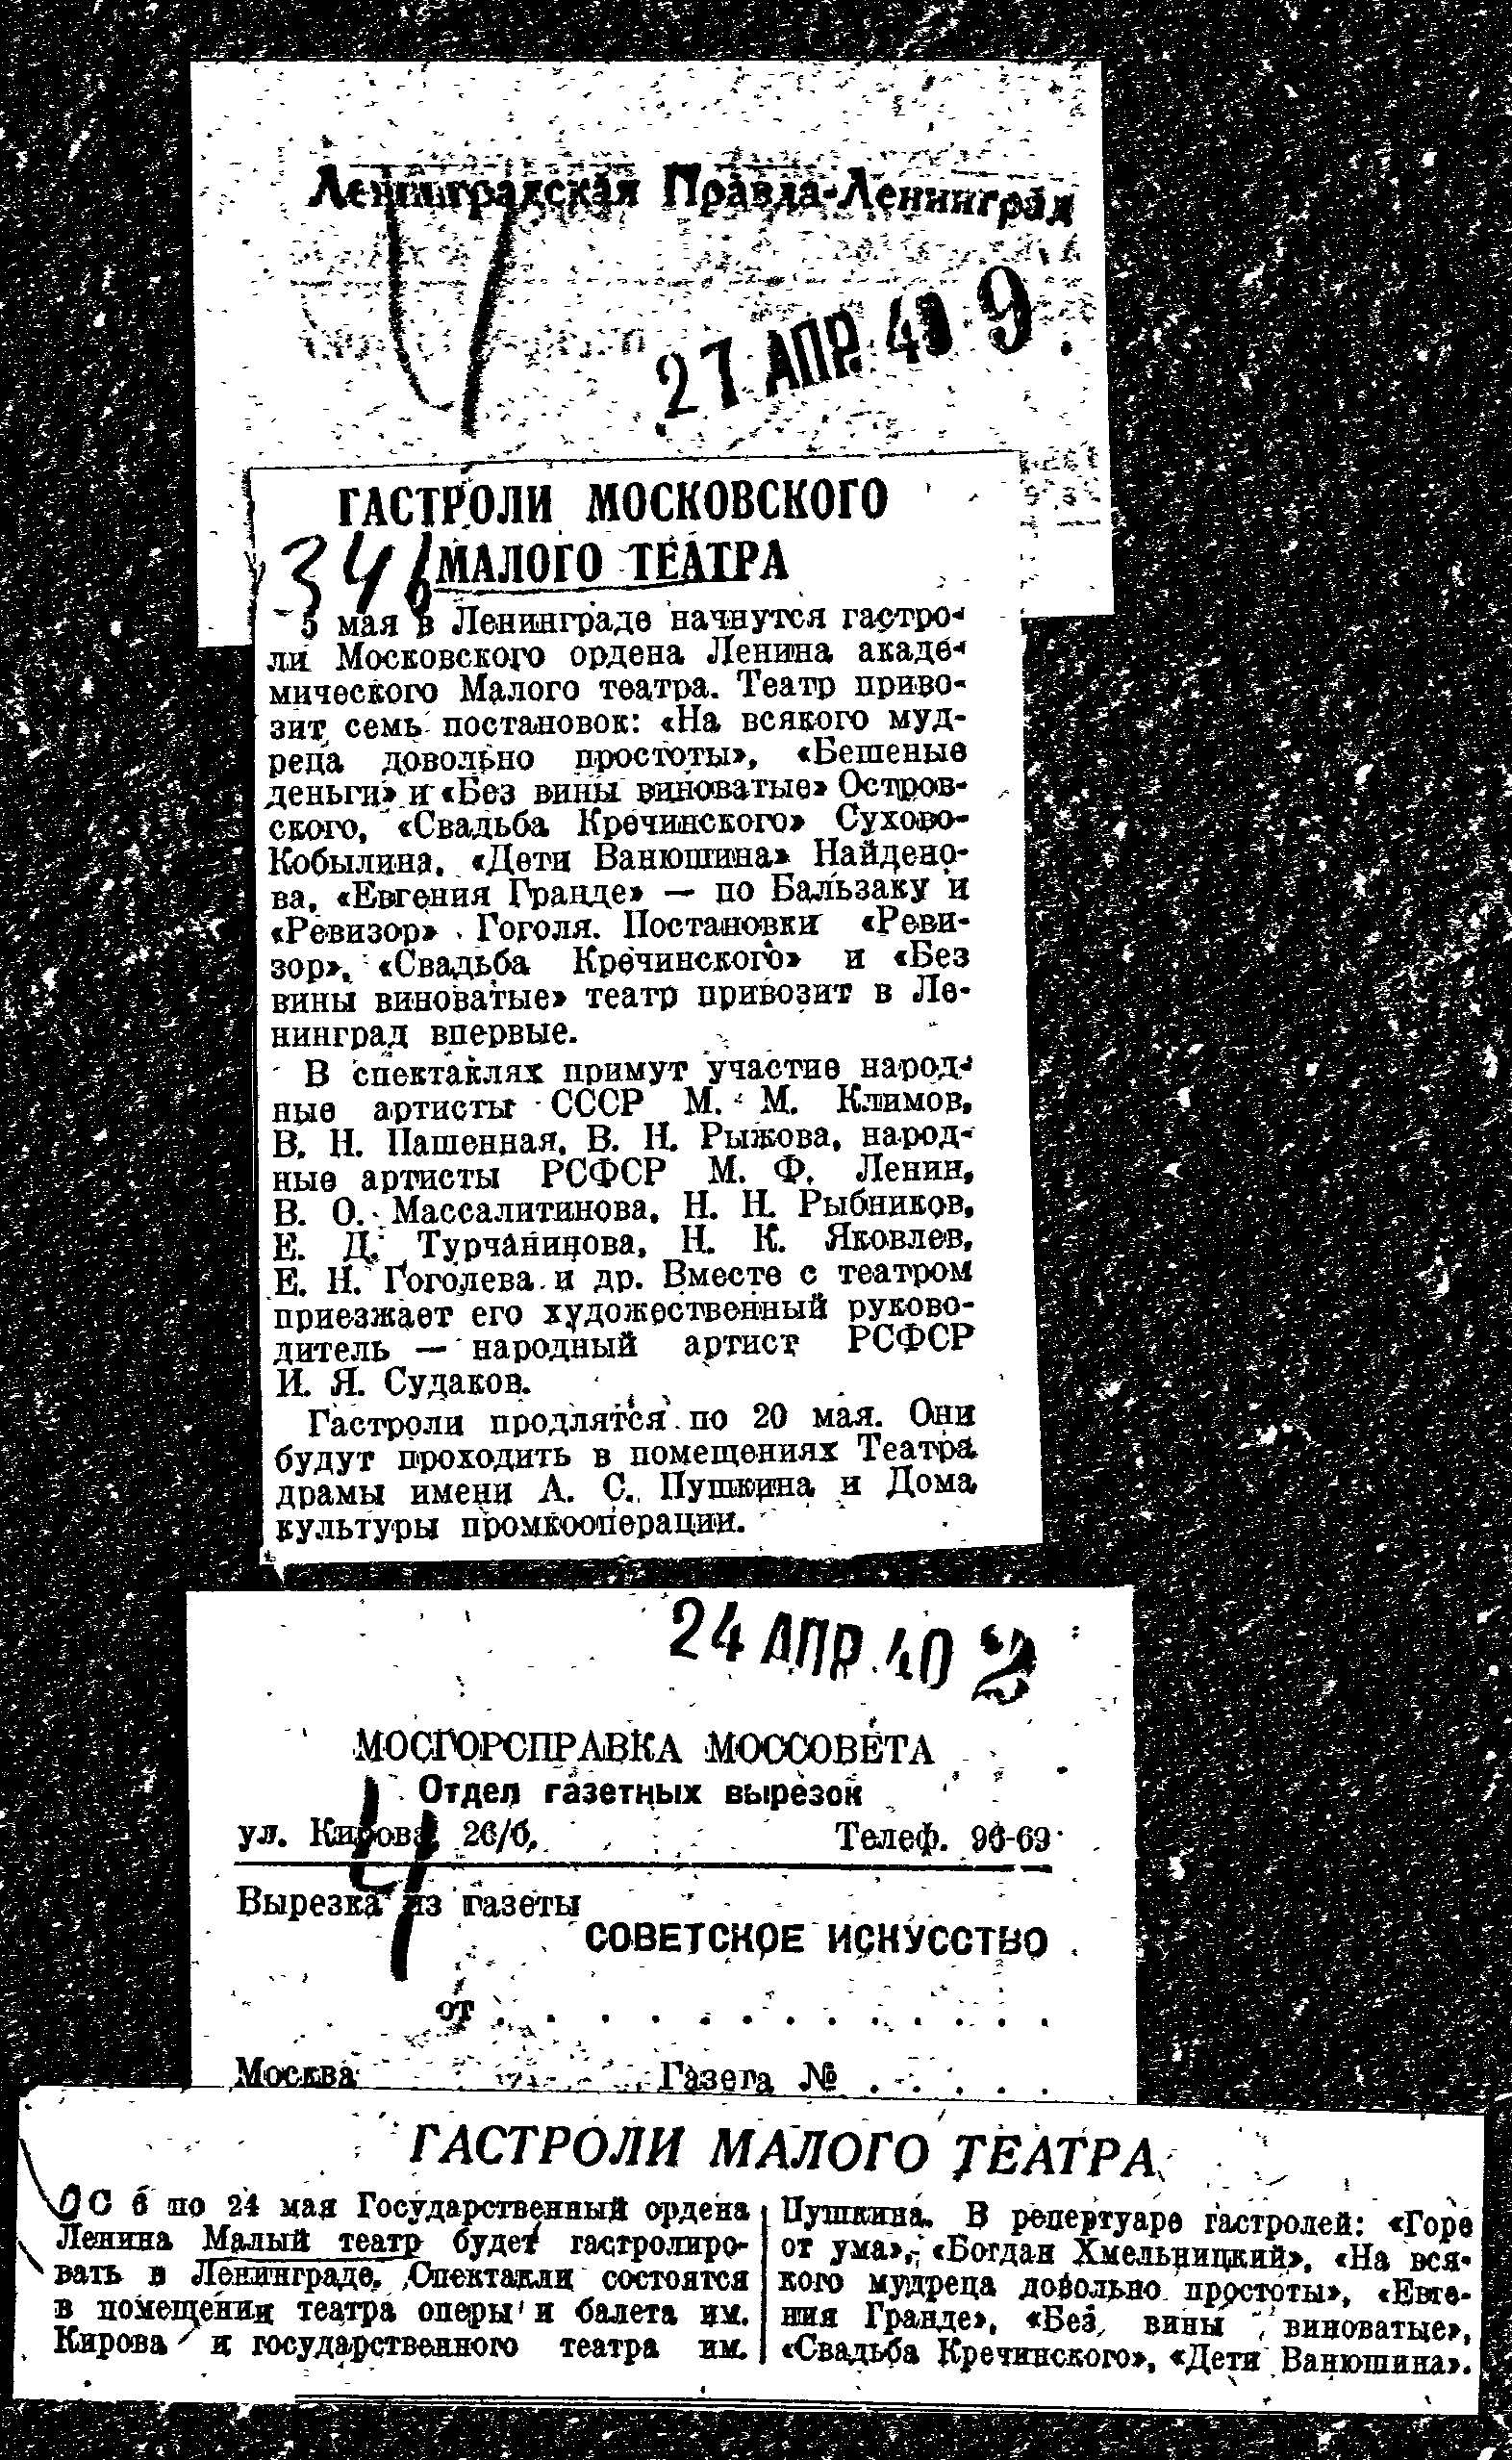 Ленинградская Правда-Ленинград
27 АПР. 40 9
ГАСТРОЛИ МОСКОВСКОГО
МАЛОГО ТЕАТРА
5 мая в Ленинграде начнутся гастро-
ли Московского ордена Ленина акаде-
мического Малого театра. Театр приво-
зит семь постановок: «На всякого муд-
реца довольно простоты», «Бешеные
деньги» и «Без вины виноватые» Остров-
ского, «Свадьба Кречинского» Сухово-
Кобылина, «Дети Ванюшина» Найдено-
ва, «Евгения Гранде» — по Бальзаку и
«Ревизор» Гоголя. Постановки «Реви-
зор», «Свадьба Кречинского» и «Без
вины виноватые» театр привозит в Ле-
нинград впервые.
В спектаклях примут участие народ-
ные артисты СССР М. М. Климов,
В. Н. Пашенная, В. Н. Рыжова, народ-
ные артисты РСФСР М. Ф. Ленин,
В. О. Массалитинова, Н. Н. Рыбников,
Е. Д. Турчанинова, Н. К. Яковлев,
Е. Н. Гоголева и др. Вместе с театром
приезжает его художественный руково-
дитель — народный артист РСФСР
И. Я. Судаков.
Гастроли продлятся по 20 мая. Они
будут проходить в помещениях Театра
драмы имени А. С. Пушкина и Дома
культуры промкооперации.
24 АПР. 40 2
МОСГОРСПРАВКА МОССОВЕТА
Отдел газетных вырезок
ул. Кирова, 26/б. Телеф. 96-69
Вырезка из газеты
СОВЕТСКОЕ ИСКУССТВО
от . . . . . . . . . . . .
Москва Газета № . . . . .
ГАСТРОЛИ МАЛОГО ТЕАТРА
С 6 по 24 мая Государственный ордена
Ленина Малый театр будет гастролиро-
вать в Ленинграде. Спектакли состоятся
в помещении театра оперы и балета им.
Кирова и государственного театра им.
Пушкина. В репертуаре гастролей: «Горе
от ума», «Богдан Хмельницкий», «На вся-
кого мудреца довольно простоты», «Евге-
ния Гранде», «Без вины виноватые»,
«Свадьба Кречинского», «Дети Ванюшина».